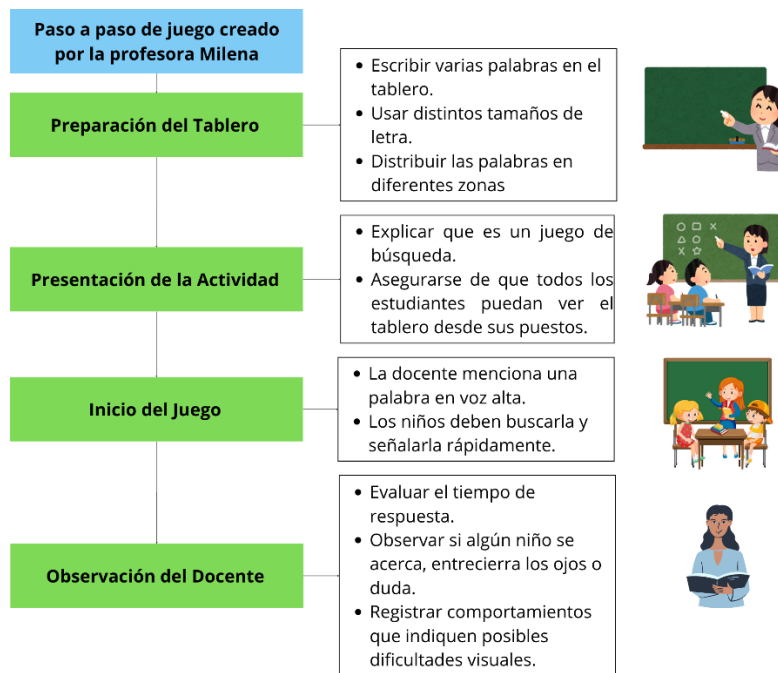 Paso a paso de juego creado
por la profesora Milena
Preparación del Tablero
• Escribir varias palabras en el
tablero.
• Usar distintos tamaños de
letra.
• Distribuir las palabras en
diferentes zonas
Presentación de la Actividad
• Explicar que es un juego de
búsqueda.
• Asegurarse de que todos los
estudiantes puedan ver el
tablero desde sus puestos.
Inicio del Juego
• La docente menciona una
palabra en voz alta.
• Los niños deben buscarla y
señalarla rápidamente.
Observación del Docente
• Evaluar el tiempo de
respuesta.
• Observar si algún niño se
acerca, entrecierra los ojos o
duda.
• Registrar comportamientos
que indiquen posibles
dificultades visuales.